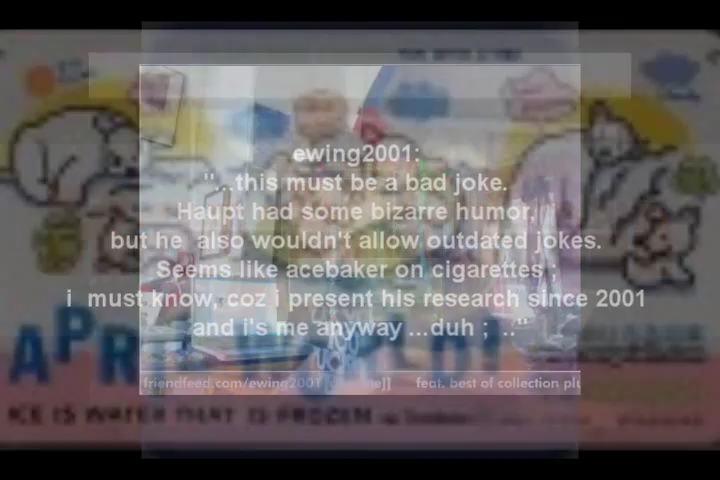 ewing2001:
"...this must be a bad joke.
Haupt had some bizarre humor,
but he also wouldn't allow outdated jokes.
Seems like acebaker on cigarettes ;
i must know, coz i present his research since 2001
and i's me anyway ...duh ; .."
friendfeed.com/ewing2001 feat. best of collection plu
ICE IS WATER THAT IS FROZEN